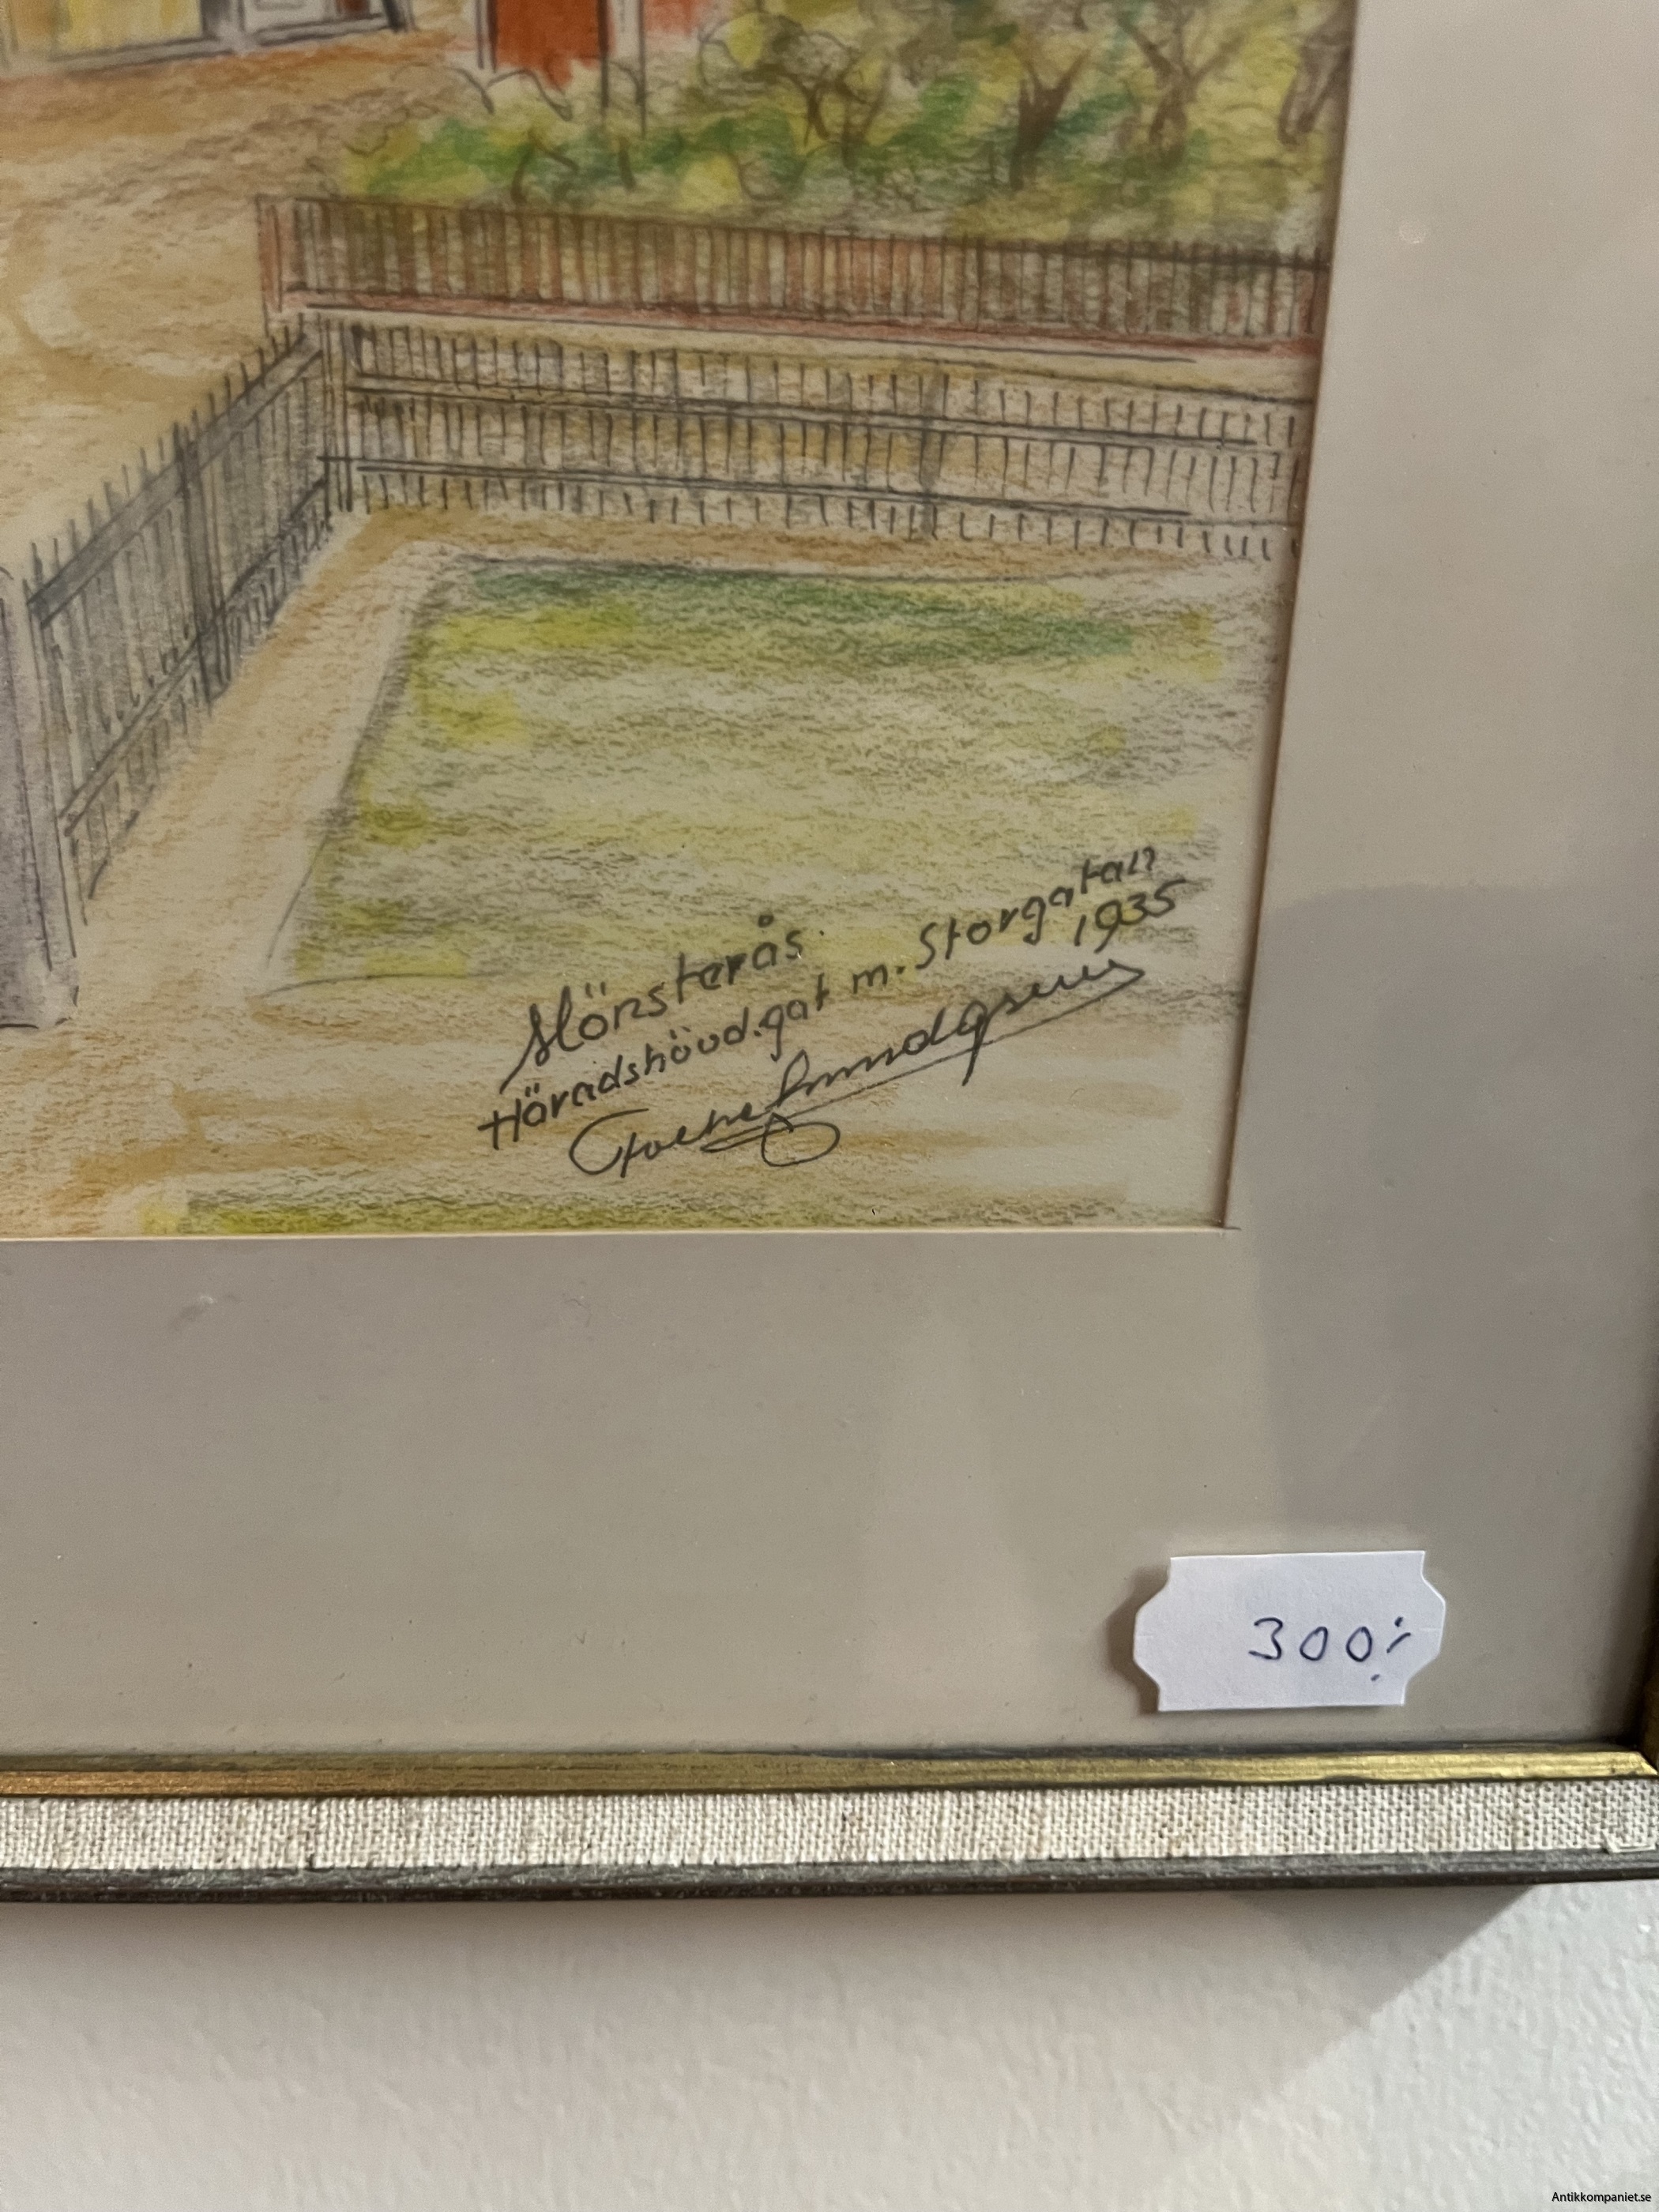 Mönsterås.
Häradshövd.gat m. Storgatan
1935
300:-
Antikkompaniet.se